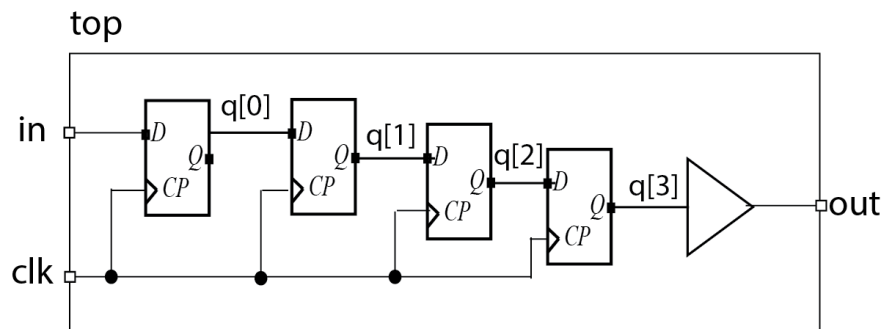 top
in
D
Q
CP
q[0]
D
Q
CP
q[1]
D
Q
CP
q[2]
D
Q
CP
q[3]
out
clk